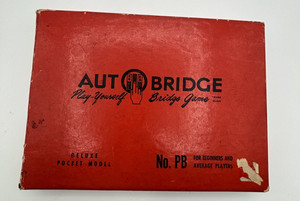 AUTOBRIDGE
Play-Yourself Bridge Game
DELUXE
POCKET-MODEL
No. PB
FOR BEGINNERS AND
AVERAGE PLAYERS